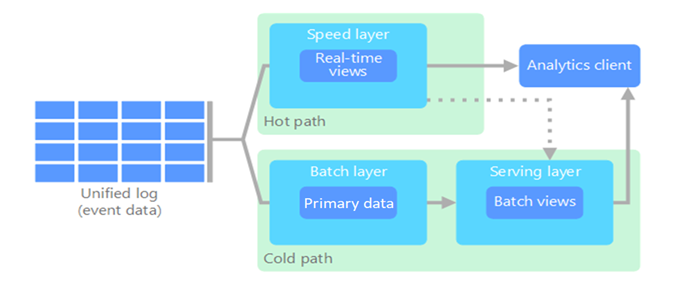 Speed layer
Real-time
views
Hot path
Analytics client
Unified log
(event data)
Batch layer
Primary data
Serving layer
Batch views
Cold path